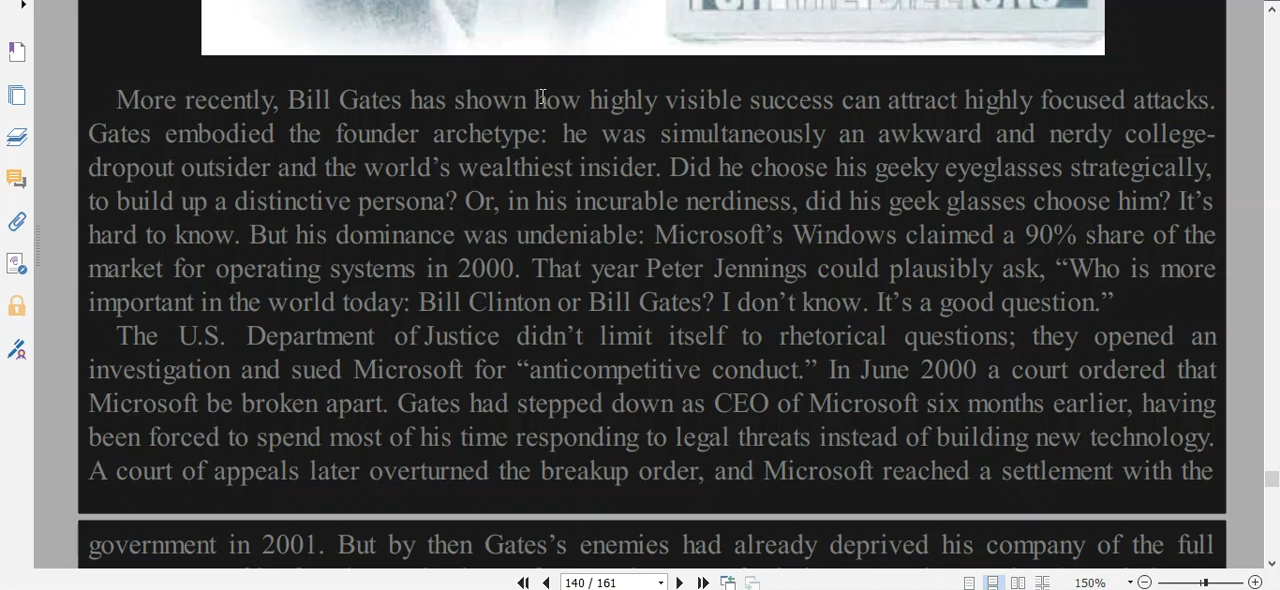 More recently, Bill Gates has shown how highly visible success can attract highly focused attacks.
Gates embodied the founder archetype: he was simultaneously an awkward and nerdy college-
dropout outsider and the world’s wealthiest insider. Did he choose his geeky eyeglasses strategically,
to build up a distinctive persona? Or, in his incurable nerdiness, did his geek glasses choose him? It’s
hard to know. But his dominance was undeniable: Microsoft’s Windows claimed a 90% share of the
market for operating systems in 2000. That year Peter Jennings could plausibly ask, “Who is more
important in the world today: Bill Clinton or Bill Gates? I don’t know. It’s a good question.”
The U.S. Department of Justice didn’t limit itself to rhetorical questions; they opened an
investigation and sued Microsoft for “anticompetitive conduct.” In June 2000 a court ordered that
Microsoft be broken apart. Gates had stepped down as CEO of Microsoft six months earlier, having
been forced to spend most of his time responding to legal threats instead of building new technology.
A court of appeals later overturned the breakup order, and Microsoft reached a settlement with the
government in 2001. But by then Gates’s enemies had already deprived his company of the full
140 / 161
150%